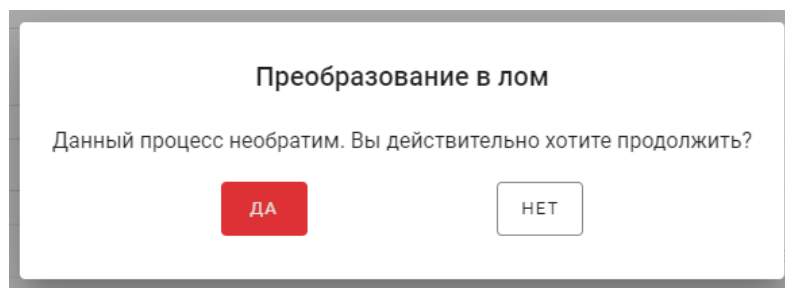 Преобразование в лом
Данный процесс необратим. Вы действительно хотите продолжить?
ДА
НЕТ